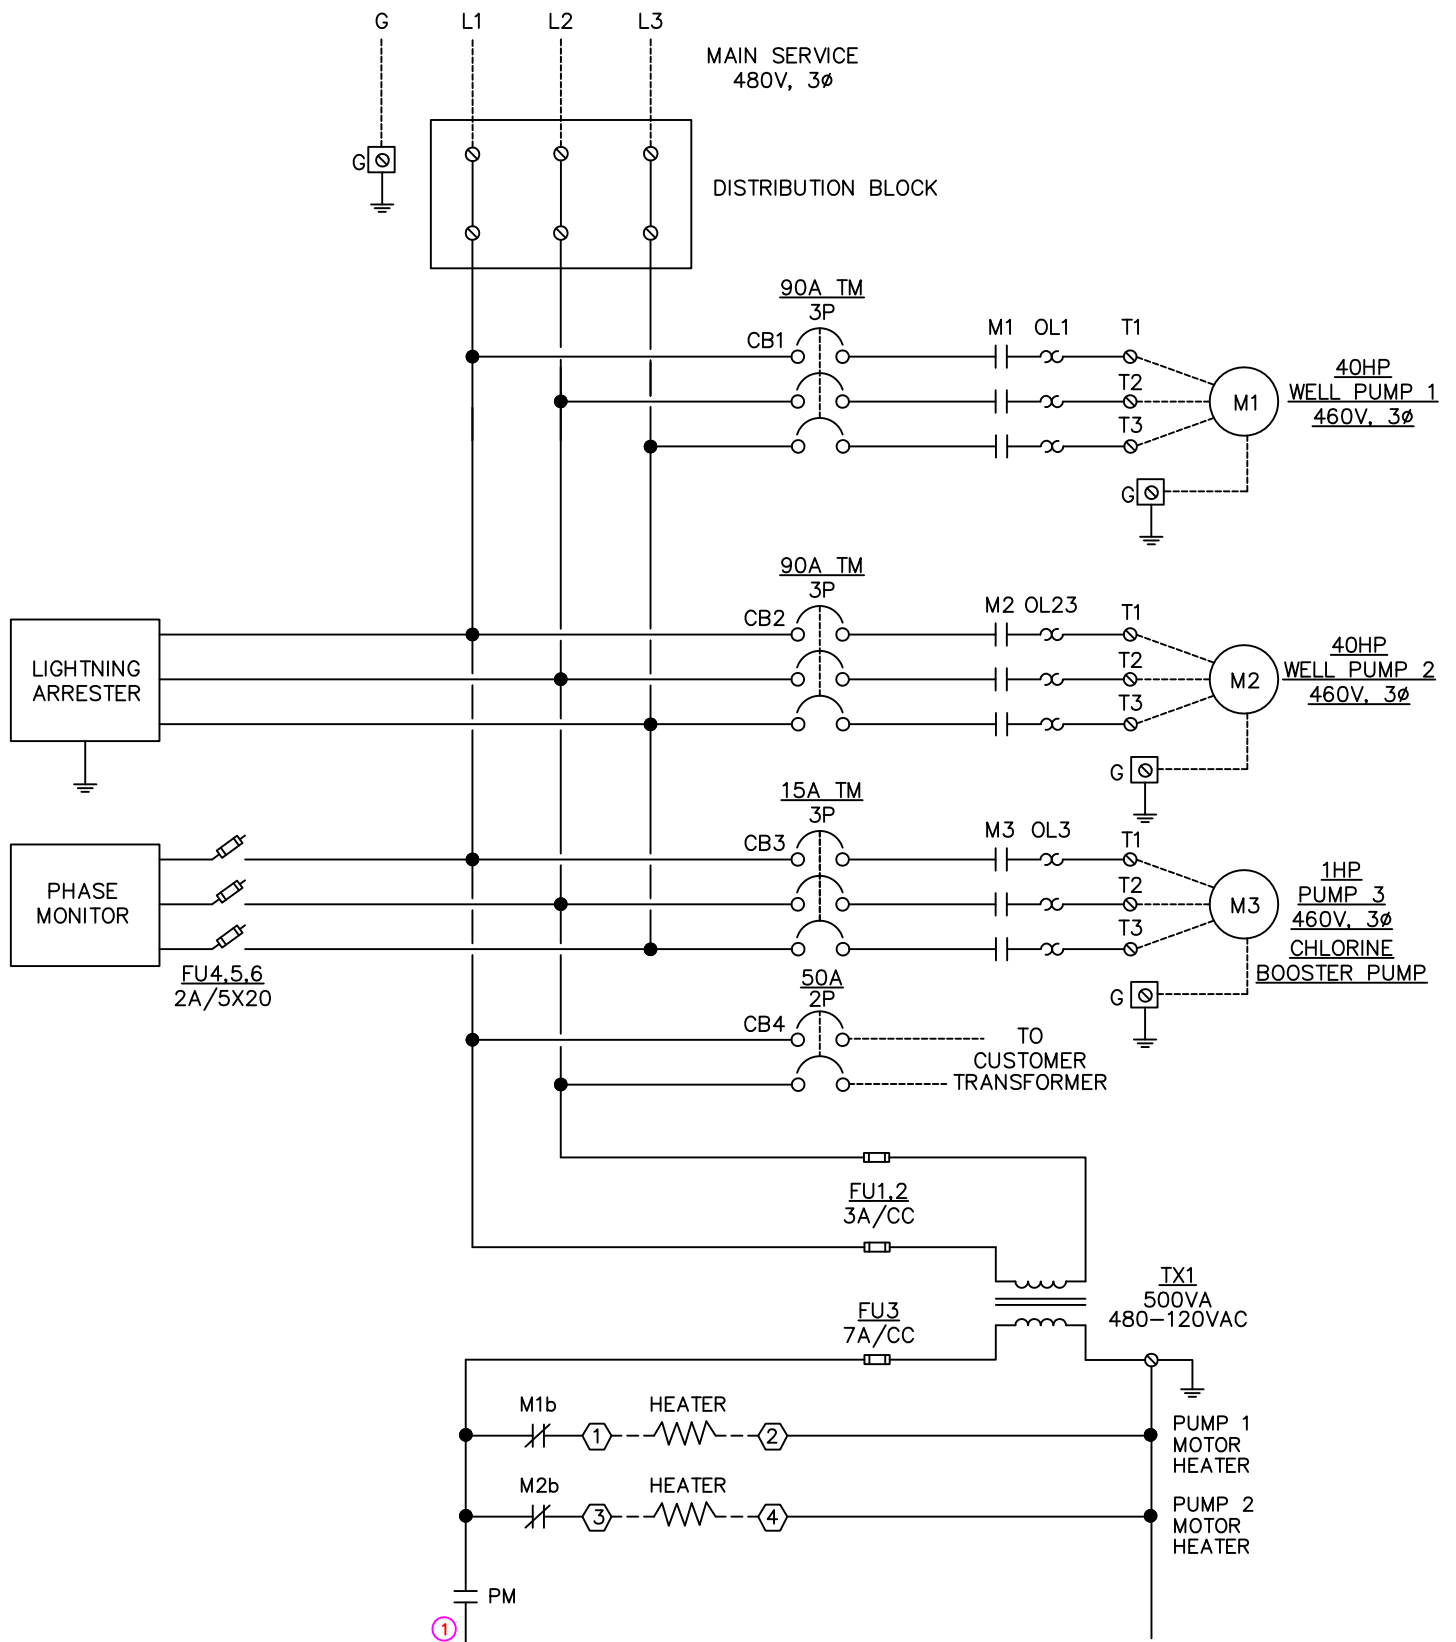 G L1 L2 L3
MAIN SERVICE
480V, 3ø
G
DISTRIBUTION BLOCK
90A TM
3P
CB1
M1 OL1 T1
T2
T3
M1
40HP
WELL PUMP 1
460V, 3ø
G
90A TM
3P
CB2
M2 OL23 T1
T2
T3
M2
40HP
WELL PUMP 2
460V, 3ø
G
LIGHTNING
ARRESTER
15A TM
3P
CB3
M3 OL3 T1
T2
T3
M3
1HP
PUMP 3
460V, 3ø
CHLORINE
BOOSTER PUMP
G
PHASE
MONITOR
FU4,5,6
2A/5X20
50A
2P
CB4
TO
CUSTOMER
TRANSFORMER
FU1,2
3A/CC
TX1
500VA
480-120VAC
FU3
7A/CC
M1b HEATER
1 2
PUMP 1
MOTOR
HEATER
M2b HEATER
3 4
PUMP 2
MOTOR
HEATER
PM
1